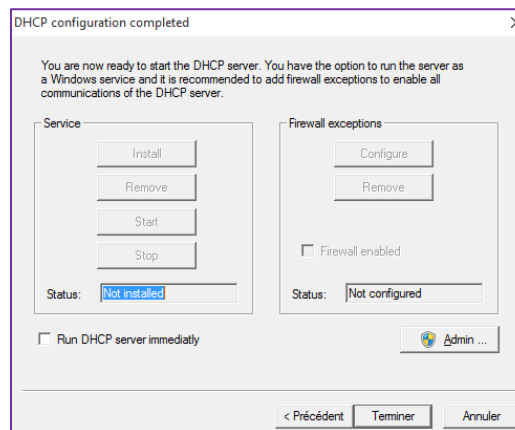 DHCP configuration completed
You are now ready to start the DHCP server. You have the option to run the server as
a Windows service and it is recommended to add firewall exceptions to enable all
communications of the DHCP server.
Service
Install
Remove
Start
Stop
Status: Not installed
Firewall exceptions
Configure
Remove
Firewall enabled
Status: Not configured
Run DHCP server immediatly
Admin ...
< Précédent
Terminer
Annuler